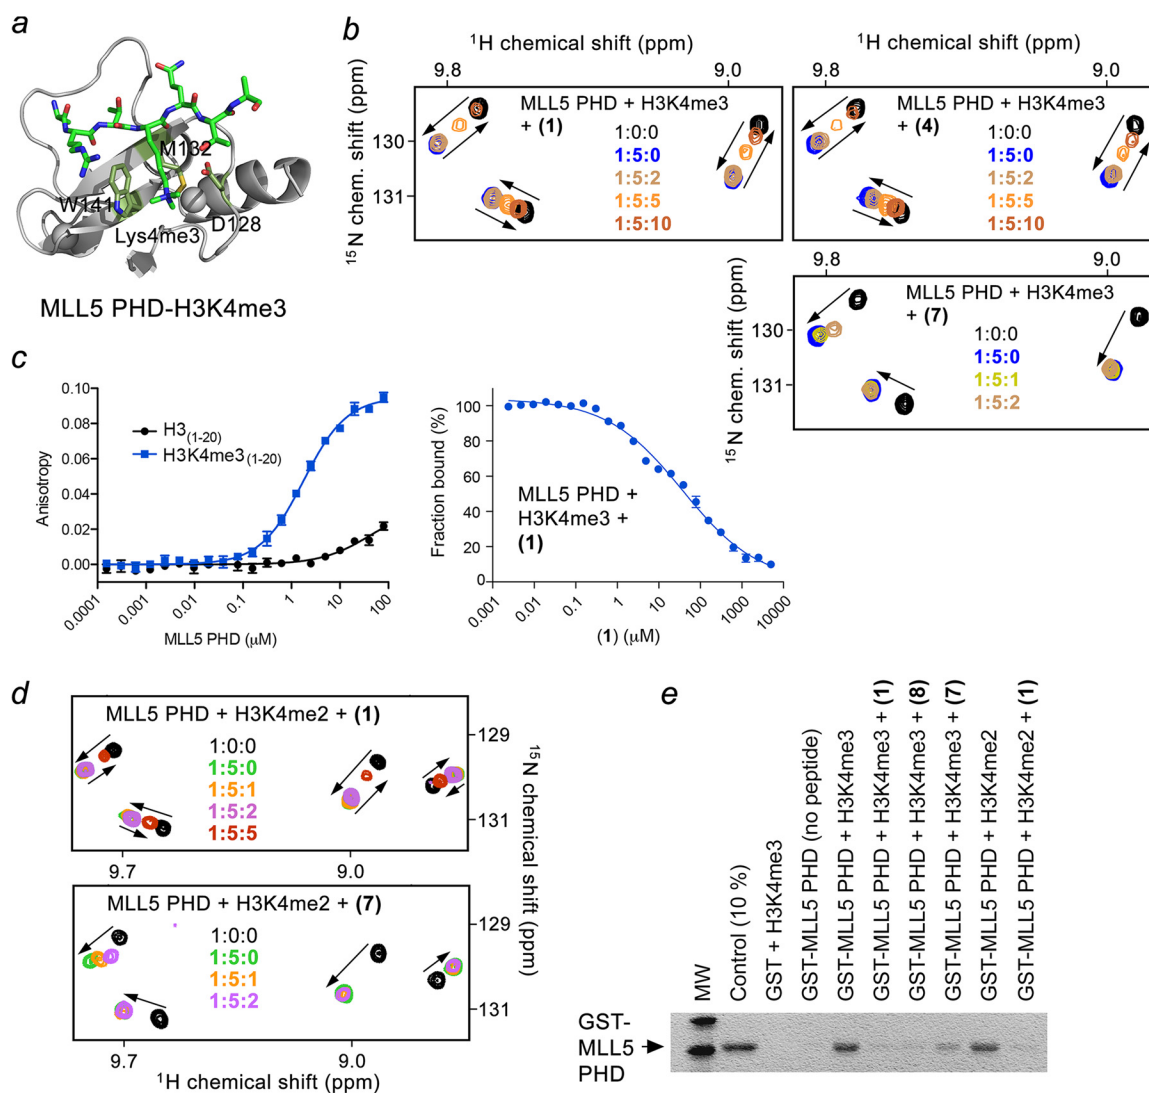 a
M132
W141
D128
Lys4me3
MLL5 PHD-H3K4me3
b
¹H chemical shift (ppm)
9.8
9.0
¹⁵N chem. shift (ppm)
130
131
MLL5 PHD + H3K4me3
+ (1)
1:0:0
1:5:0
1:5:2
1:5:5
1:5:10
¹H chemical shift (ppm)
9.8
9.0
MLL5 PHD + H3K4me3
+ (4)
1:0:0
1:5:0
1:5:2
1:5:5
1:5:10
9.8
9.0
¹⁵N chem. shift (ppm)
130
131
MLL5 PHD + H3K4me3
+ (7)
1:0:0
1:5:0
1:5:1
1:5:2
c
Anisotropy
0.10
0.08
0.06
0.04
0.02
0.00
H3(1-20)
H3K4me3(1-20)
0.0001
0.01
0.1
1
10
100
MLL5 PHD (μM)
Fraction bound (%)
100
80
60
40
20
0
MLL5 PHD +
H3K4me3 +
(1)
0.001
0.01
0.1
1
10
100
1000
10000
(1) (μM)
d
MLL5 PHD + H3K4me2 + (1)
1:0:0
1:5:0
1:5:1
1:5:2
1:5:5
129
131
9.7
9.0
¹⁵N chemical shift (ppm)
MLL5 PHD + H3K4me2 + (7)
1:0:0
1:5:0
1:5:1
1:5:2
129
131
9.7
9.0
¹H chemical shift (ppm)
e
MW
Control (10 %)
GST + H3K4me3
GST-MLL5 PHD (no peptide)
GST-MLL5 PHD + H3K4me3
GST-MLL5 PHD + H3K4me3 + (1)
GST-MLL5 PHD + H3K4me3 + (8)
GST-MLL5 PHD + H3K4me3 + (7)
GST-MLL5 PHD + H3K4me2
GST-MLL5 PHD + H3K4me2 + (1)
GST-
MLL5
PHD